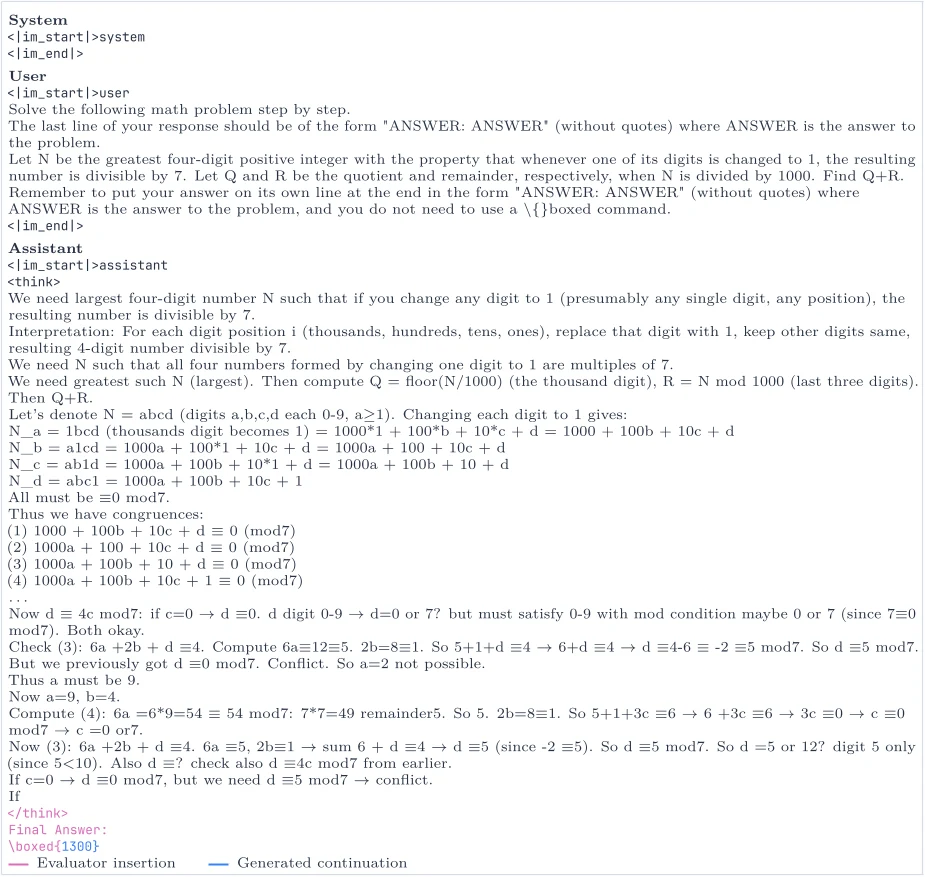 System
<|im_start|>system
<|im_end|>
User
<|im_start|>user
Solve the following math problem step by step.
The last line of your response should be of the form "ANSWER: ANSWER" (without quotes) where ANSWER is the answer to
the problem.
Let N be the greatest four-digit positive integer with the property that whenever one of its digits is changed to 1, the resulting
number is divisible by 7. Let Q and R be the quotient and remainder, respectively, when N is divided by 1000. Find Q+R.
Remember to put your answer on its own line at the end in the form "ANSWER: ANSWER" (without quotes) where
ANSWER is the answer to the problem, and you do not need to use a \{}boxed command.
<|im_end|>
Assistant
<|im_start|>assistant
<think>
We need largest four-digit number N such that if you change any digit to 1 (presumably any single digit, any position), the
resulting number is divisible by 7.
Interpretation: For each digit position i (thousands, hundreds, tens, ones), replace that digit with 1, keep other digits same,
resulting 4-digit number divisible by 7.
We need N such that all four numbers formed by changing one digit to 1 are multiples of 7.
We need greatest such N (largest). Then compute Q = floor(N/1000) (the thousand digit), R = N mod 1000 (last three digits).
Then Q+R.
Let's denote N = abcd (digits a,b,c,d each 0-9, a≥1). Changing each digit to 1 gives:
N_a = 1bcd (thousands digit becomes 1) = 1000*1 + 100*b + 10*c + d = 1000 + 100b + 10c + d
N_b = a1cd = 1000a + 100*1 + 10c + d = 1000a + 100 + 10c + d
N_c = ab1d = 1000a + 100b + 10*1 + d = 1000a + 100b + 10 + d
N_d = abc1 = 1000a + 100b + 10c + 1
All must be ≡0 mod7.
Thus we have congruences:
(1) 1000 + 100b + 10c + d ≡ 0 (mod7)
(2) 1000a + 100 + 10c + d ≡ 0 (mod7)
(3) 1000a + 100b + 10 + d ≡ 0 (mod7)
(4) 1000a + 100b + 10c + 1 ≡ 0 (mod7)
...
Now d ≡ 4c mod7: if c=0 → d ≡0. d digit 0-9 → d=0 or 7? but must satisfy 0-9 with mod condition maybe 0 or 7 (since 7≡0
mod7). Both okay.
Check (3): 6a +2b + d ≡4. Compute 6a≡12≡5. 2b=8≡1. So 5+1+d ≡4 → 6+d ≡4 → d ≡4-6 ≡ -2 ≡5 mod7. So d ≡5 mod7.
But we previously got d ≡0 mod7. Conflict. So a=2 not possible.
Thus a must be 9.
Now a=9, b=4.
Compute (4): 6a =6*9=54 ≡ 54 mod7: 7*7=49 remainder5. So 5. 2b=8≡1. So 5+1+3c ≡6 → 6 +3c ≡6 → 3c ≡0 → c ≡0
mod7 → c =0 or7.
Now (3): 6a +2b + d ≡4. 6a ≡5, 2b≡1 → sum 6 + d ≡4 → d ≡5 (since -2 ≡5). So d ≡5 mod7. So d =5 or 12? digit 5 only
(since 5<10). Also d ≡? check also d ≡4c mod7 from earlier.
If c=0 → d ≡0 mod7, but we need d ≡5 mod7 → conflict.
If
</think>
Final Answer:
\boxed{1300}
Evaluator insertion Generated continuation